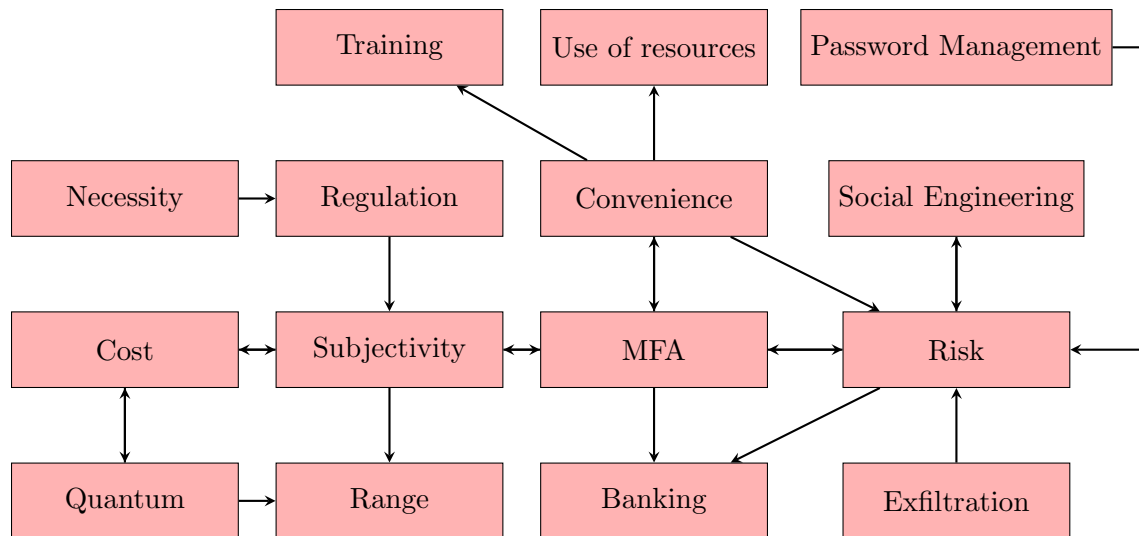 Training
Use of resources
Password Management
Necessity
Regulation
Convenience
Social Engineering
Cost
Subjectivity
MFA
Risk
Quantum
Range
Banking
Exfiltration